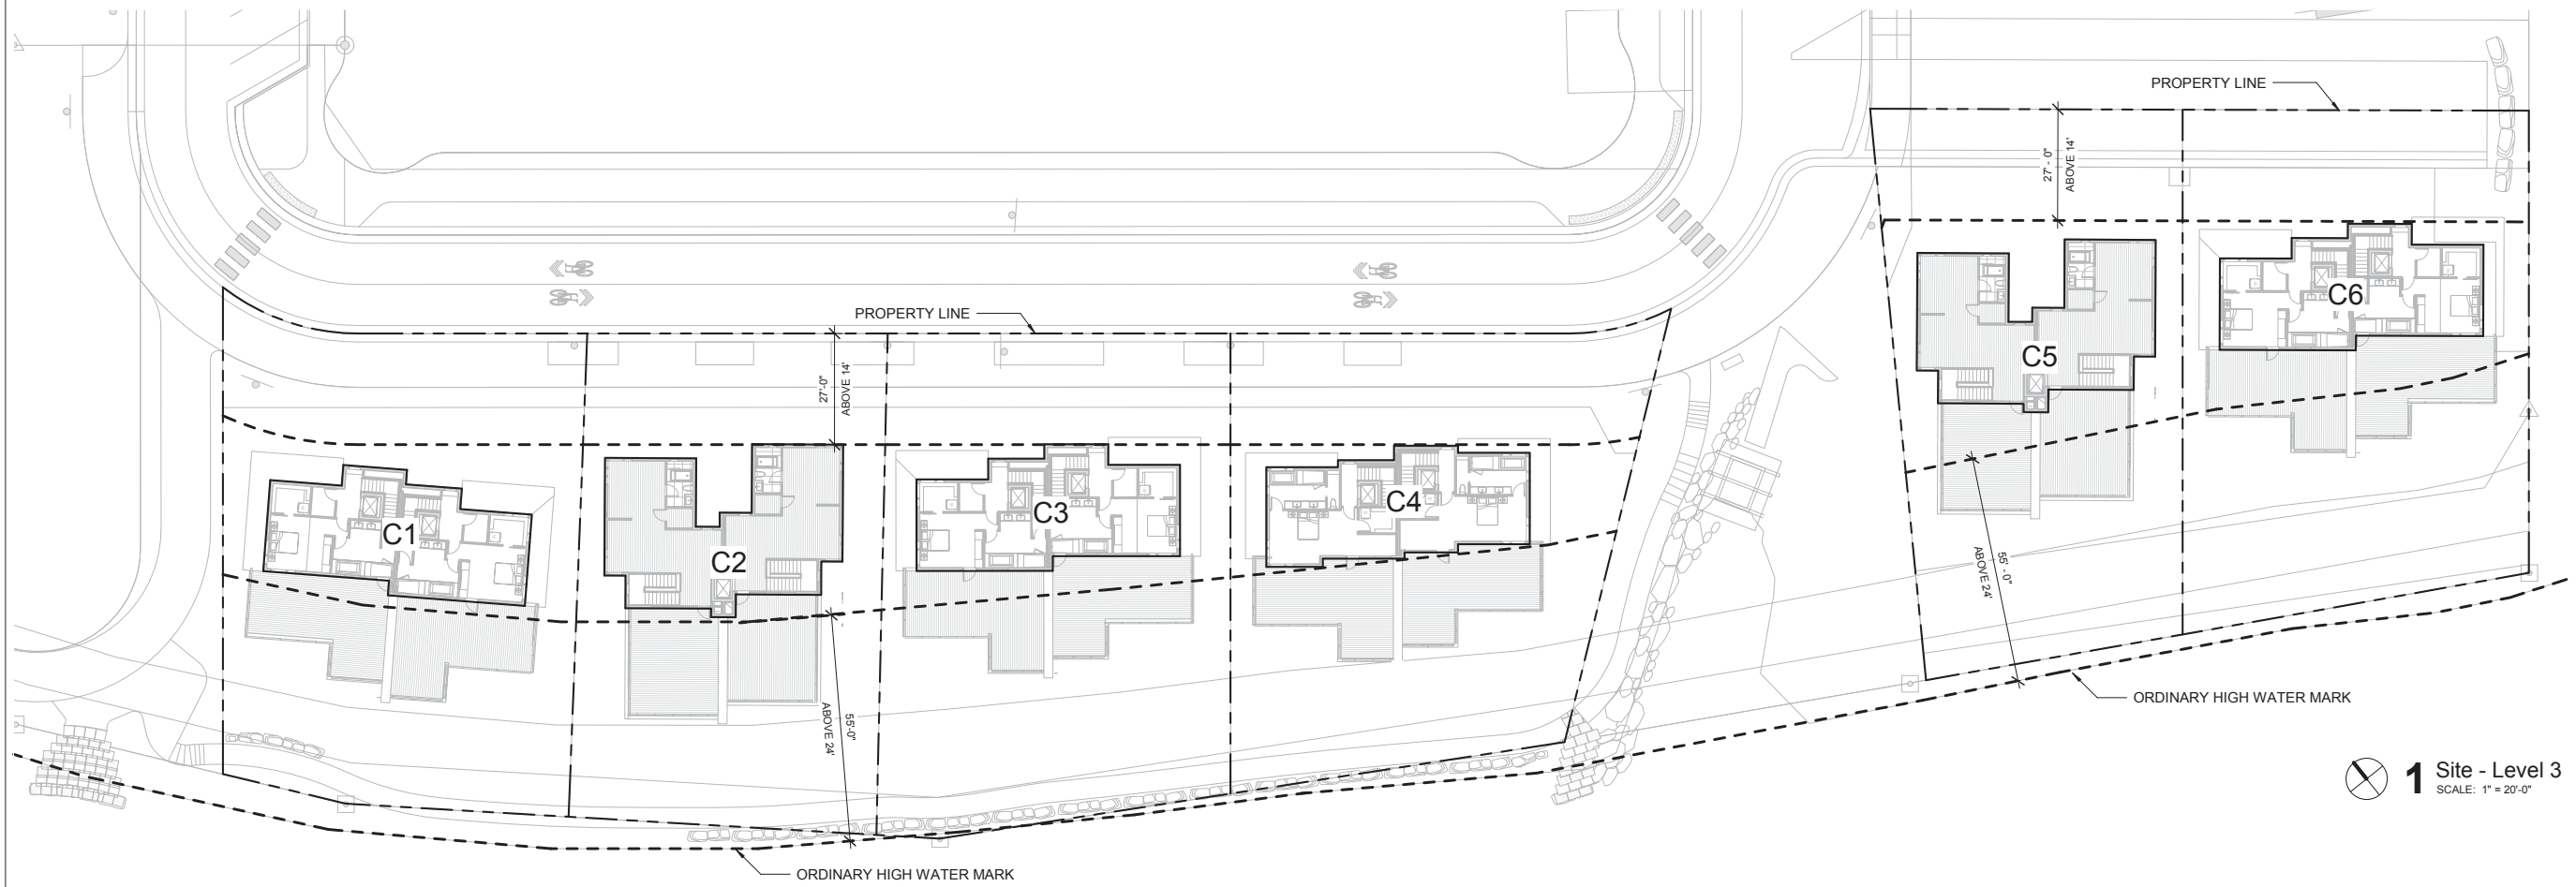 PROPERTY LINE
27' - 0"
ABOVE 14'
PROPERTY LINE
27'-0"
ABOVE 14'
C1
C2
C3
C4
C5
C6
55'-0"
ABOVE 24'
55' - 0"
ABOVE 24'
ORDINARY HIGH WATER MARK
ORDINARY HIGH WATER MARK
1 Site - Level 3
SCALE: 1" = 20'-0"